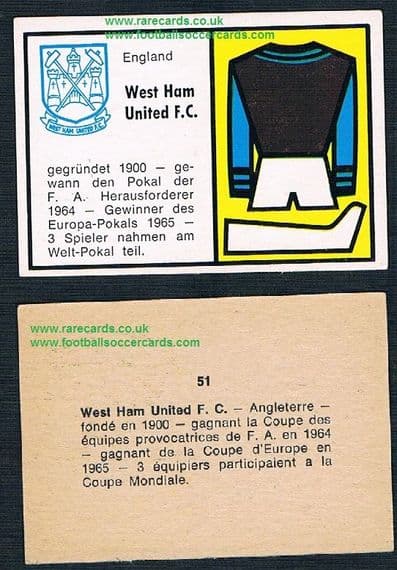 www.rarecards.co.uk
www.footballsoccercards.com
England
West Ham
United F.C.
WEST HAM UNITED F.C.
gegründet 1900 – ge-
wann den Pokal der
F. A. Herausforderer
1964 – Gewinner des
Europa-Pokals 1965 –
3 Spieler nahmen am
Welt-Pokal teil.
www.rarecards.co.uk
www.footballsoccercards.com
51
West Ham United F. C. – Angleterre –
fondé en 1900 – gagnant la Coupe des
équipes provocatrices de F. A. en 1964
– gagnant de la Coupe d'Europe en
1965 – 3 équipiers participaient a la
Coupe Mondiale.